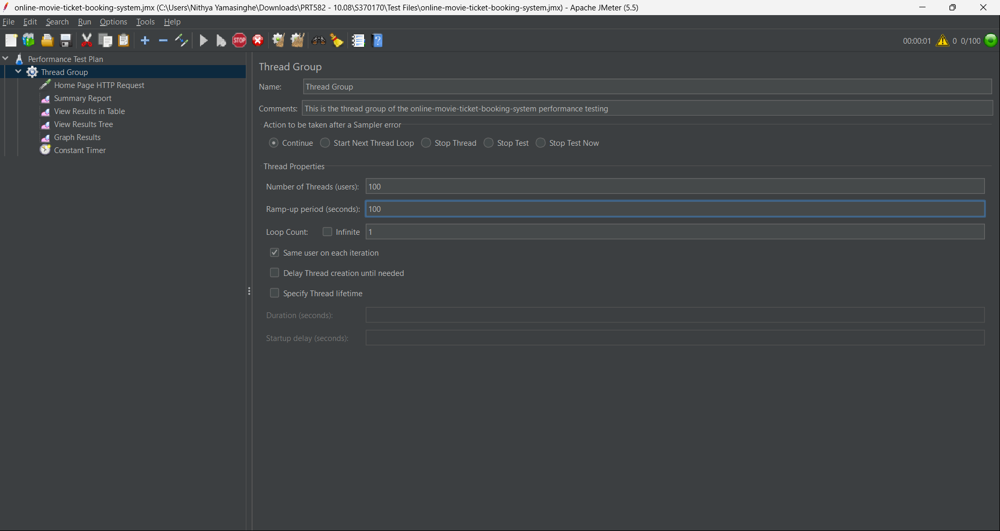 online-movie-ticket-booking-system.jmx (C:\Users\Nithya Yamasinghe\Downloads\PRT582 - 10.08\S370170\Test Files\online-movie-ticket-booking-system.jmx) - Apache JMeter (5.5)
File Edit Search Run Options Tools Help
STOP ? 00:00:01 0 0/100
Performance Test Plan
Thread Group
Home Page HTTP Request
Summary Report
View Results in Table
View Results Tree
Graph Results
Constant Timer
Thread Group
Name: Thread Group
Comments: This is the thread group of the online-movie-ticket-booking-system performance testing
Action to be taken after a Sampler error
Continue Start Next Thread Loop Stop Thread Stop Test Stop Test Now
Thread Properties
Number of Threads (users): 100
Ramp-up period (seconds): 100
Loop Count: Infinite 1
Same user on each iteration
Delay Thread creation until needed
Specify Thread lifetime
Duration (seconds):
Startup delay (seconds):